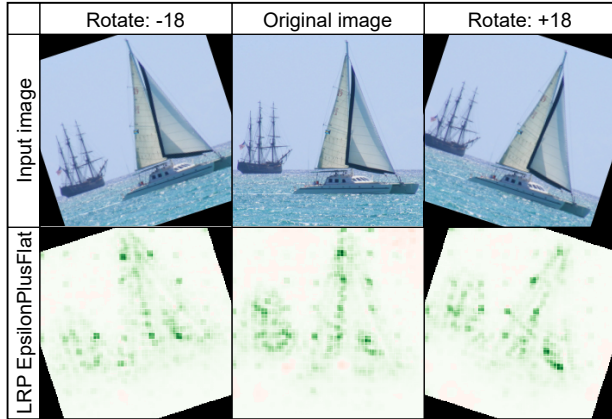 Rotate: -18
Original image
Rotate: +18
Input image
LRP EpsilonPlusFlat